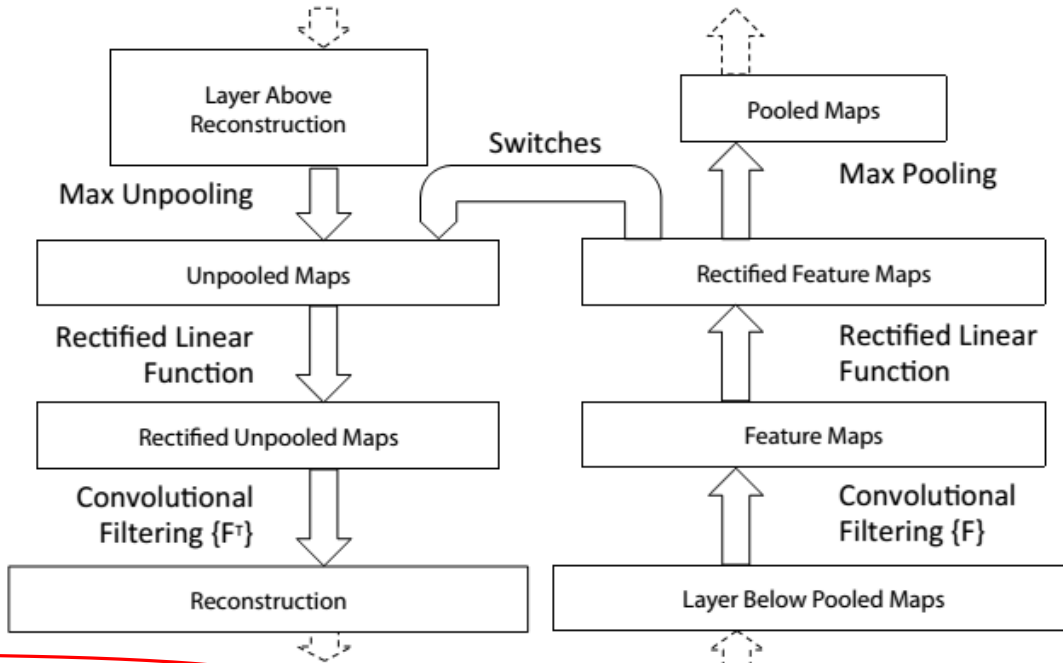 Layer Above
Reconstruction
Max Unpooling
Unpooled Maps
Rectified Linear
Function
Rectified Unpooled Maps
Convolutional
Filtering {Fᵀ}
Reconstruction
Switches
Pooled Maps
Max Pooling
Rectified Feature Maps
Rectified Linear
Function
Feature Maps
Convolutional
Filtering {F}
Layer Below Pooled Maps